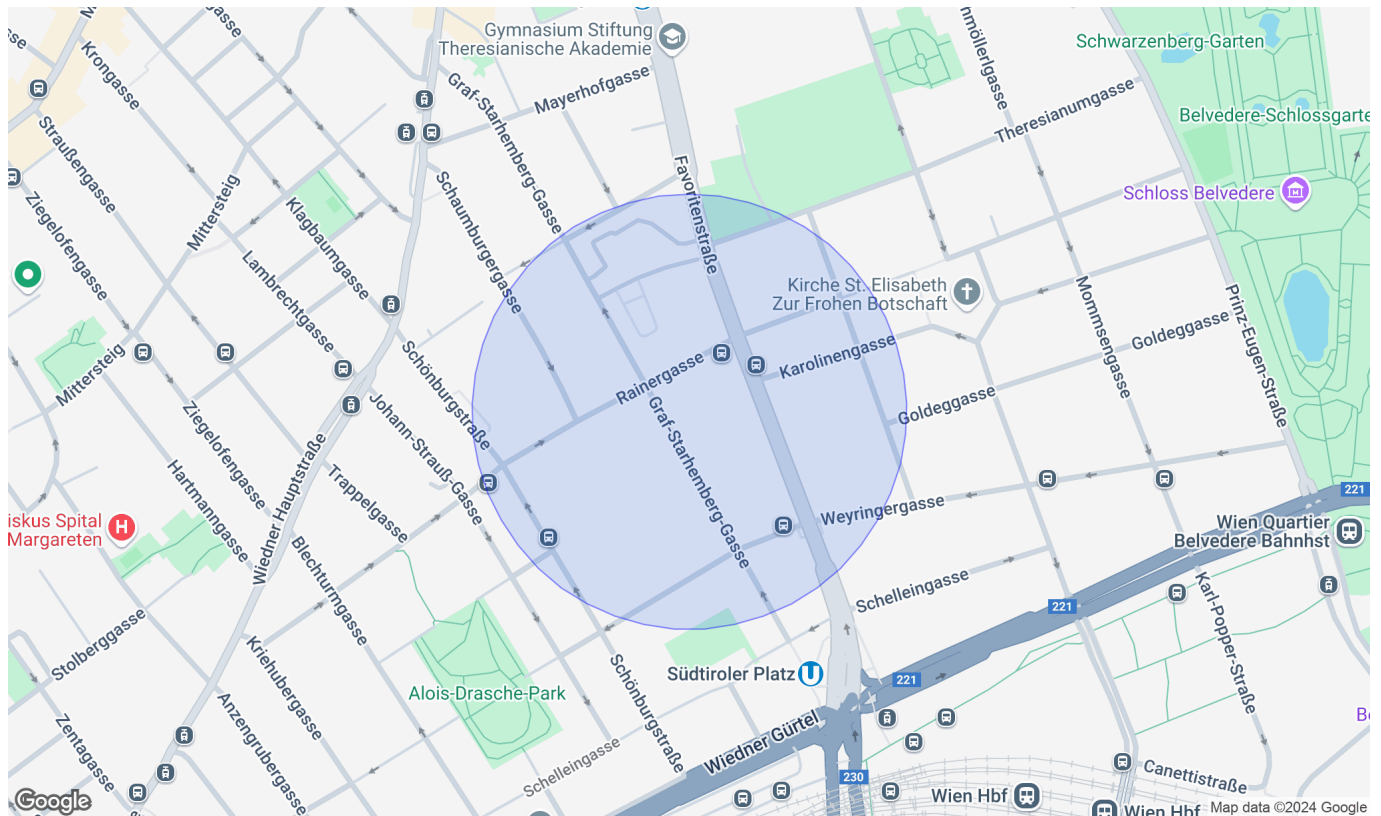 Gymnasium Stiftung
Theresianische Akademie
Schwarzenberg-Garten
Krongasse
Graf-Starhemberg-Gasse
Mayerhofgasse
Theresianumgasse
Belvedere-Schlossgarte
Straußengasse
Mittersteig
Schaumburgergasse
Favoritenstraße
Schloss Belvedere
Ziegelofengasse
Klagbaumgasse
Lambrechtgasse
Kirche St. Elisabeth
Zur Frohen Botschaft
Mommsengasse
Prinz-Eugen-Straße
Goldeggasse
Mittersteig
Schönburgstraße
Rainergasse
Karolinengasse
Goldeggasse
Johann-Strauß-Gasse
Graf-Starhemberg-Gasse
Ziegelofengasse
Hartmanngasse
Wiedner Hauptstraße
Trappelgasse
Weyringergasse
221
iskus Spital
Margareten
H
Wien Quartier
Belvedere Bahnhst
Blechturmgasse
Schelleingasse
221
Karl-Popper-Straße
Stolberggasse
Kriehubergasse
Alois-Drasche-Park
Schönburgstraße
Südtiroler Platz
U
221
Zentagasse
Anzengrubergasse
Wiedner Gürtel
Schelleingasse
230
Canettistraße
Wien Hbf
Wien Hbf
Google
Map data ©2024 Google